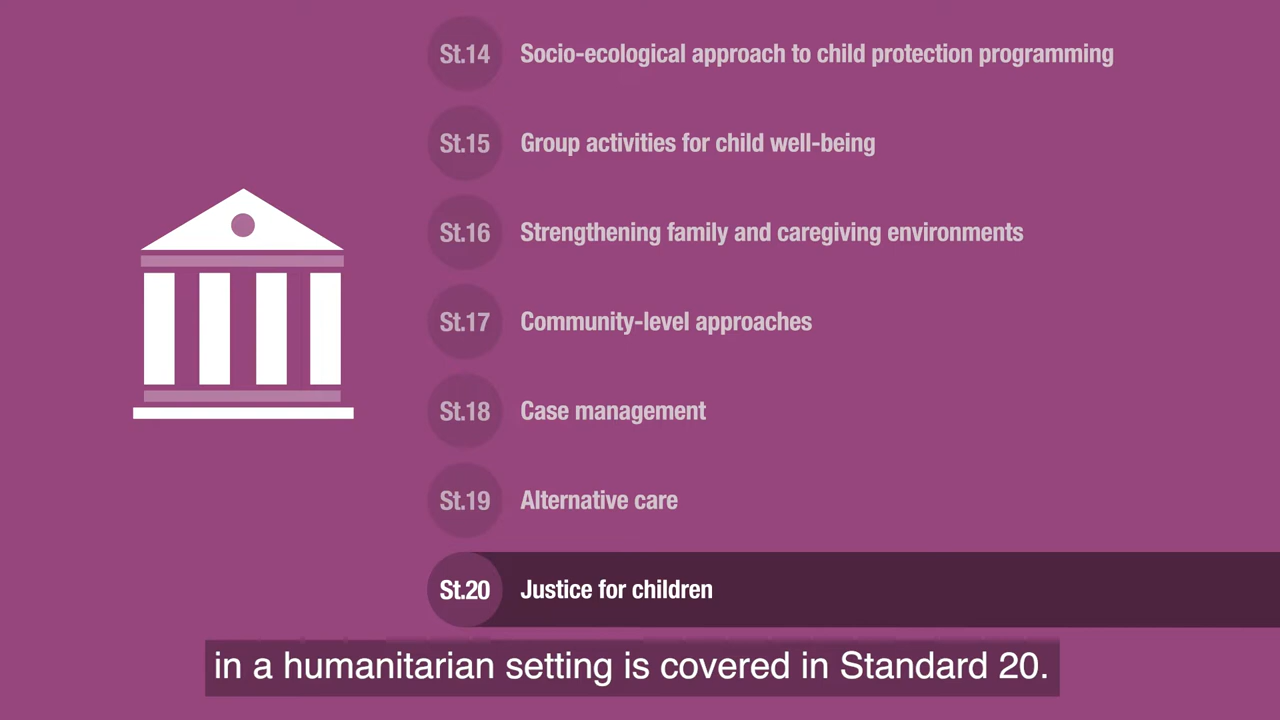 St.14 Socio-ecological approach to child protection programming
St.15 Group activities for child well-being
St.16 Strengthening family and caregiving environments
St.17 Community-level approaches
St.18 Case management
St.19 Alternative care
St.20 Justice for children
in a humanitarian setting is covered in Standard 20.